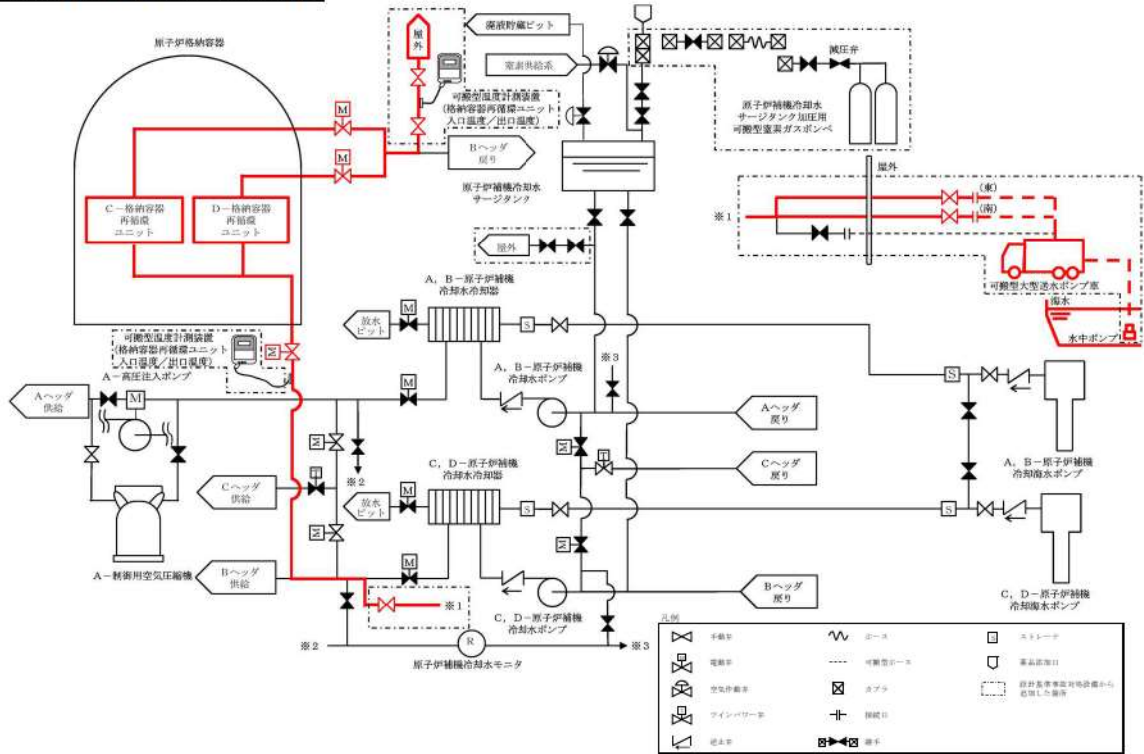 原子炉格納容器
屋外
廃液貯蔵ピット
窒素供給系
減圧弁
可搬型温度計測装置
(格納容器再循環ユニット
入口温度/出口温度)
原子炉補機冷却水
サージタンク加圧用
可搬型窒素ガスボンベ
Bヘッダ
戻り
原子炉補機冷却水
サージタンク
M
M
C-格納容器
再循環
ユニット
D-格納容器
再循環
ユニット
屋外
屋外
※1
(東)
(南)
可搬型大型送水ポンプ車
海水
水中ポンプ
A,B-原子炉補機
冷却水冷却器
放水
ピット
M
S
※3
可搬型温度計測装置
(格納容器再循環ユニット
入口温度/出口温度)
M
A-高圧注入ポンプ
A,B-原子炉補機
冷却水ポンプ
S
Aヘッダ
供給
M
M
Aヘッダ
戻り
M
M
T
Cヘッダ
戻り
A,B-原子炉補機
冷却海水ポンプ
※2
C,D-原子炉補機
冷却水冷却器
Cヘッダ
供給
T
放水
ピット
M
S
S
M
M
A-制御用空気圧縮機
Bヘッダ
供給
M
Bヘッダ
戻り
C,D-原子炉補機
冷却海水ポンプ
※1
C,D-原子炉補機
冷却水ポンプ
※2
R
※3
原子炉補機冷却水モニタ
凡例
手動弁
ホース
S
ストレーナ
電動弁
可搬型ホース
薬品添加口
空気作動弁
カプラ
設計基準事故対処設備から
追加した箇所
ツインパワー弁
接続口
逆止弁
継手